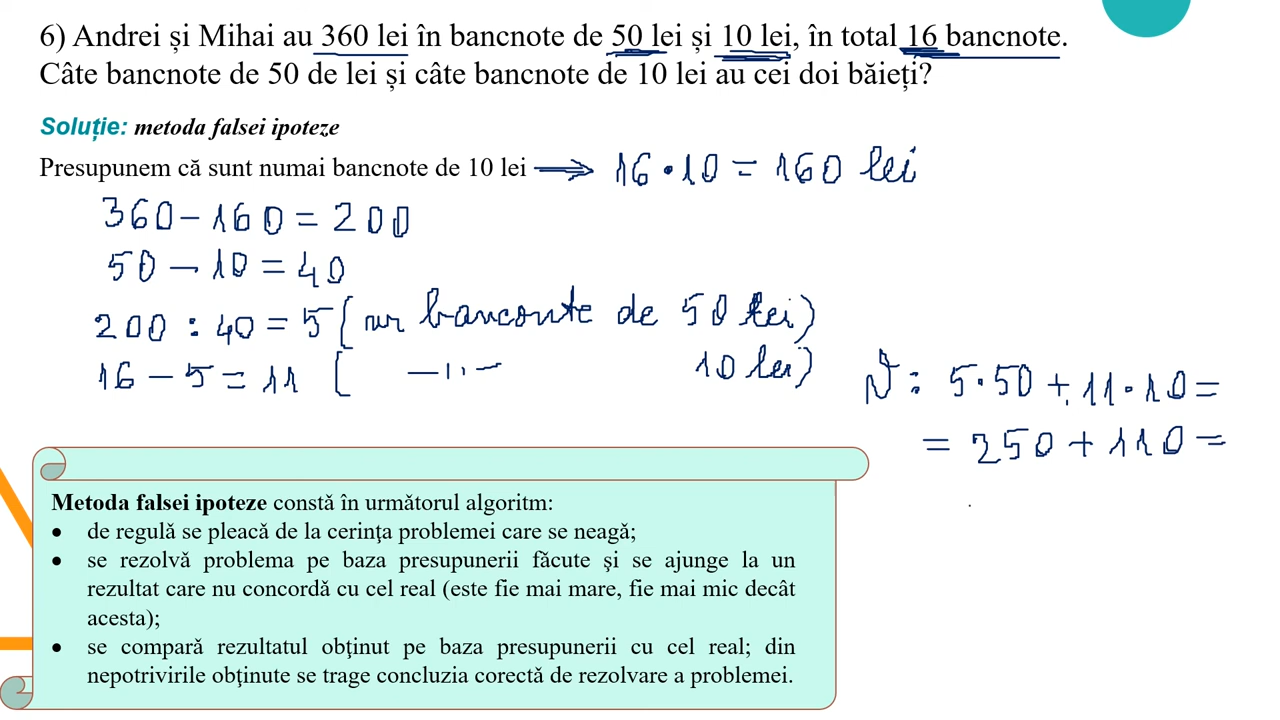 6) Andrei și Mihai au 360 lei în bancnote de 50 lei și 10 lei, în total 16 bancnote.
Câte bancnote de 50 de lei și câte bancnote de 10 lei au cei doi băieți?
Soluție: metoda falsei ipoteze
Presupunem că sunt numai bancnote de 10 lei ⟹ 16 · 10 = 160 lei
360 - 160 = 200
50 - 10 = 40
200 : 40 = 5 (nr banconte de 50 lei)
16 - 5 = 11 ( —ıı— 10 lei)
V : 5 · 50 + 11 · 10 =
= 250 + 110 =
Metoda falsei ipoteze constă în următorul algoritm:
• de regulă se pleacă de la cerinţa problemei care se neagă;
• se rezolvă problema pe baza presupunerii făcute şi se ajunge la un
rezultat care nu concordă cu cel real (este fie mai mare, fie mai mic decât
acesta);
• se compară rezultatul obţinut pe baza presupunerii cu cel real; din
nepotrivirile obţinute se trage concluzia corectă de rezolvare a problemei.